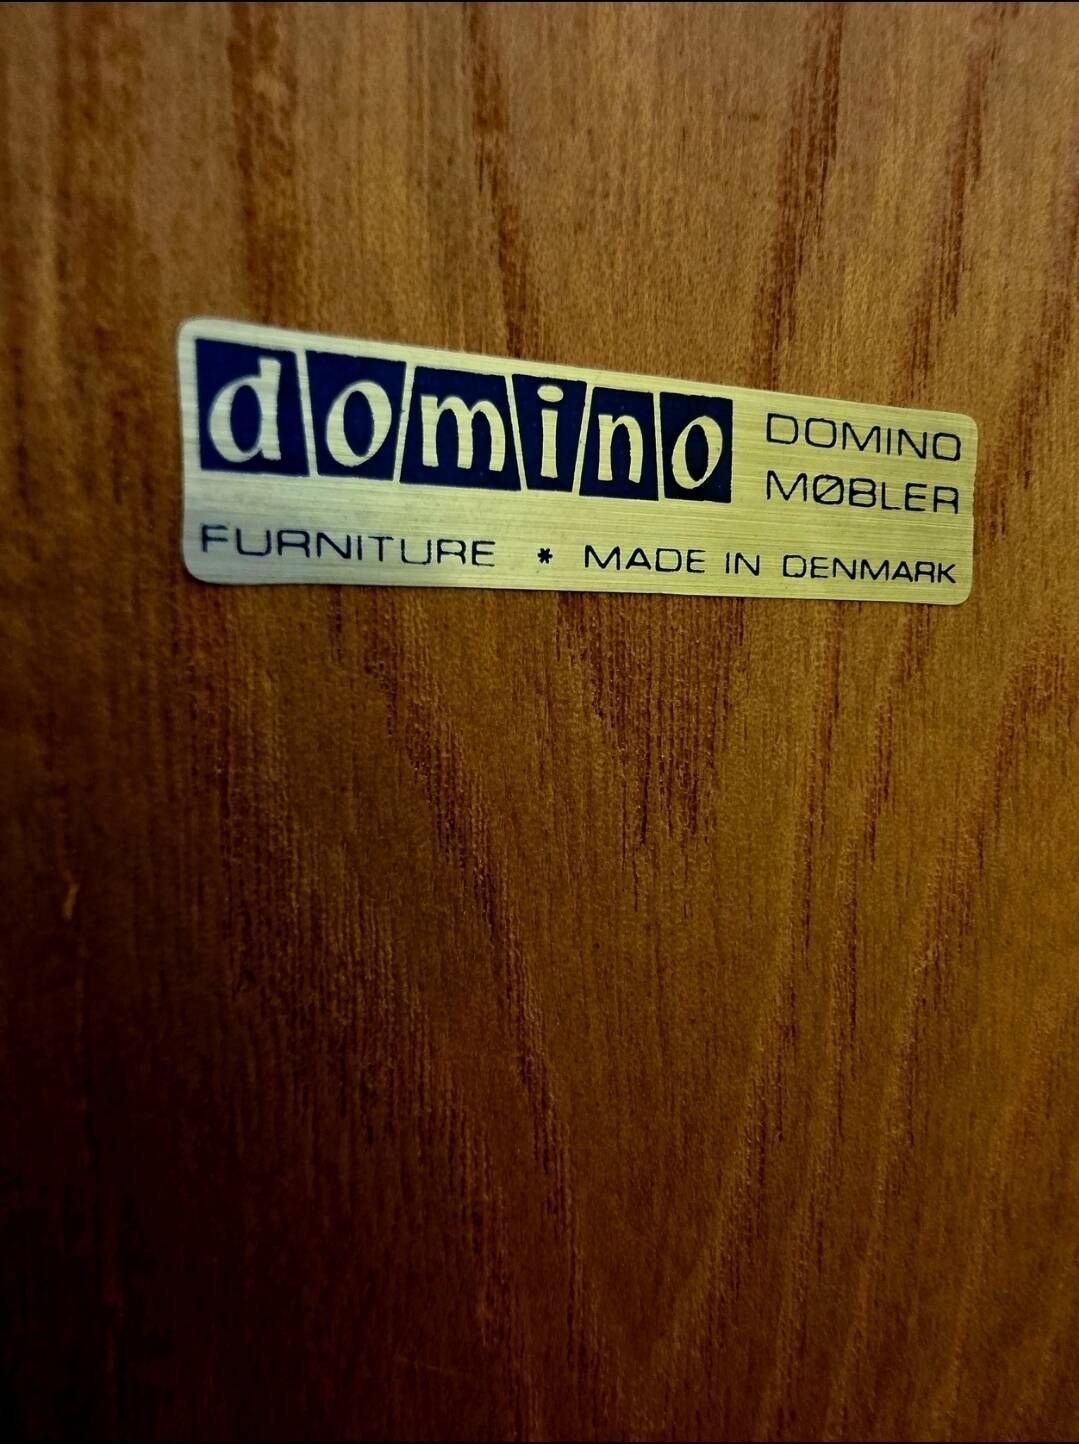 domino
DOMINO
MØBLER
FURNITURE * MADE IN DENMARK